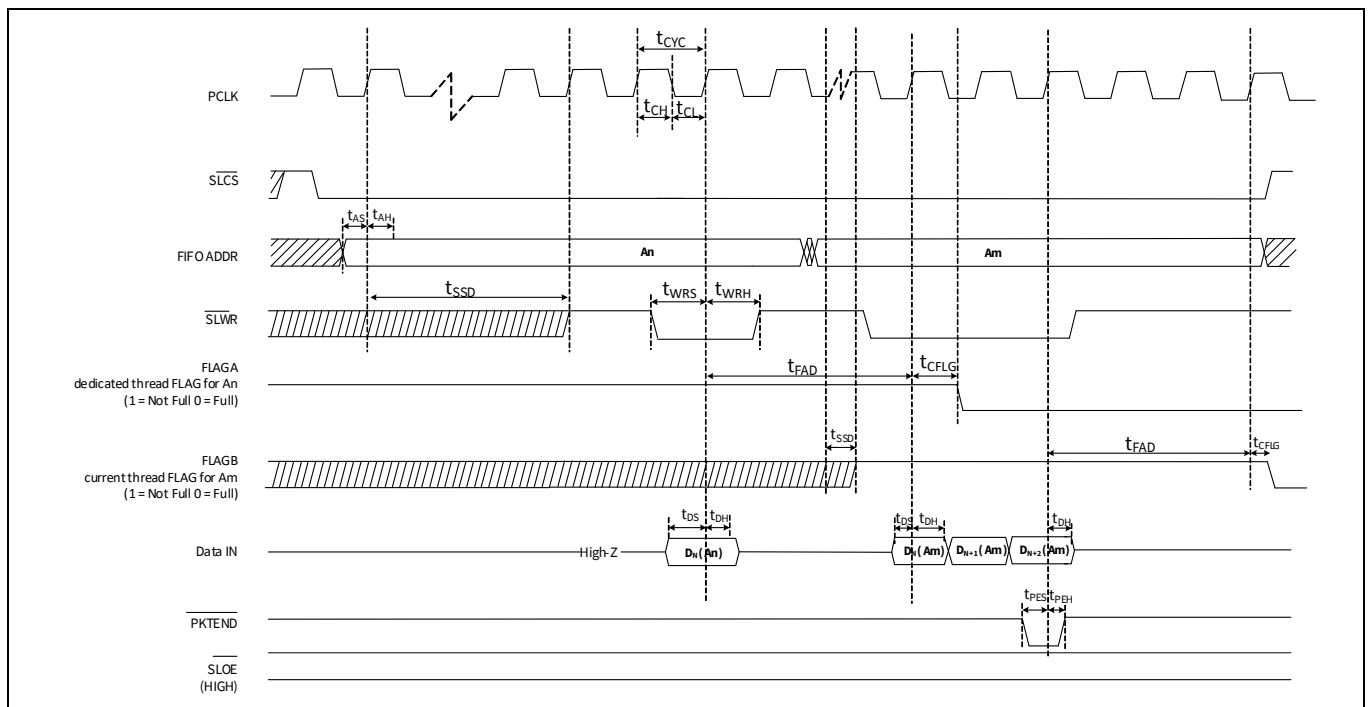 tCYC
PCLK
tCH tCL
SLCS
tAS tAH
FIFO ADDR An Am
tSSD tWRS tWRH
SLWR
FLAGA
dedicated thread FLAG for An
(1 = Not Full 0 = Full)
tFAD tCFLG
tSSD
tFAD tCFLG
FLAGB
current thread FLAG for Am
(1 = Not Full 0 = Full)
tDS tDH tDS tDH tDH
Data IN High-Z DN(An) DN(Am) DN+1(Am) DN+2(Am)
tPES tPEH
PKTEND
SLOE
(HIGH)